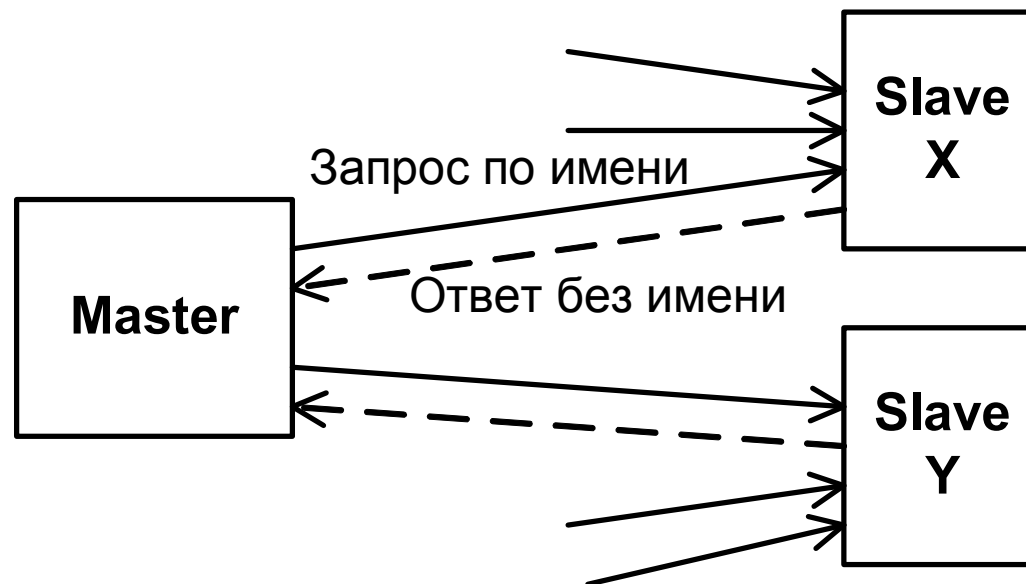 Slave
X
Запрос по имени
Master
Ответ без имени
Slave
Y